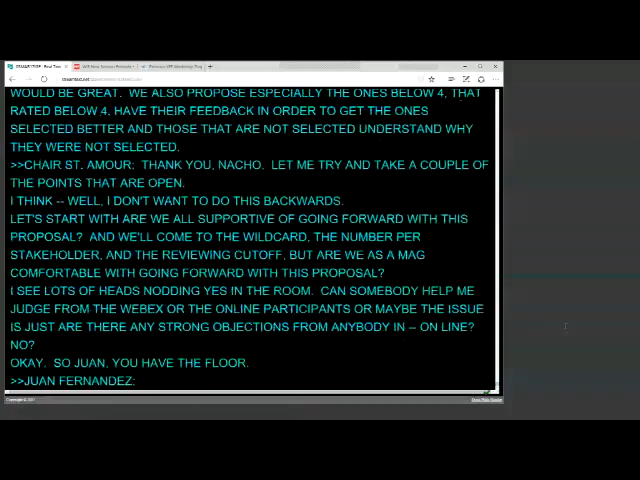 WOULD BE GREAT.  WE ALSO PROPOSE ESPECIALLY THE ONES BELOW 4, THAT
RATED BELOW 4, HAVE THEIR FEEDBACK IN ORDER TO GET THE ONES
SELECTED BETTER AND THOSE THAT ARE NOT SELECTED UNDERSTAND WHY
THEY WERE NOT SELECTED.
>>CHAIR ST. AMOUR:  THANK YOU, NACHO.  LET ME TRY AND TAKE A COUPLE OF
THE POINTS THAT ARE OPEN.
I THINK -- WELL, I DON'T WANT TO DO THIS BACKWARDS.
LET'S START WITH ARE WE ALL SUPPORTIVE OF GOING FORWARD WITH THIS
PROPOSAL?  AND WE'LL COME TO THE WILDCARD, THE NUMBER PER
STAKEHOLDER, AND THE REVIEWING CUTOFF, BUT ARE WE AS A MAG
COMFORTABLE WITH GOING FORWARD WITH THIS PROPOSAL?
I SEE LOTS OF HEADS NODDING YES IN THE ROOM.  CAN SOMEBODY HELP ME
JUDGE FROM THE WEBEX OR THE ONLINE PARTICIPANTS OR MAYBE THE ISSUE
IS JUST ARE THERE ANY STRONG OBJECTIONS FROM ANYBODY IN -- ON LINE?
NO?
OKAY.  SO JUAN, YOU HAVE THE FLOOR.
>>JUAN FERNANDEZ: